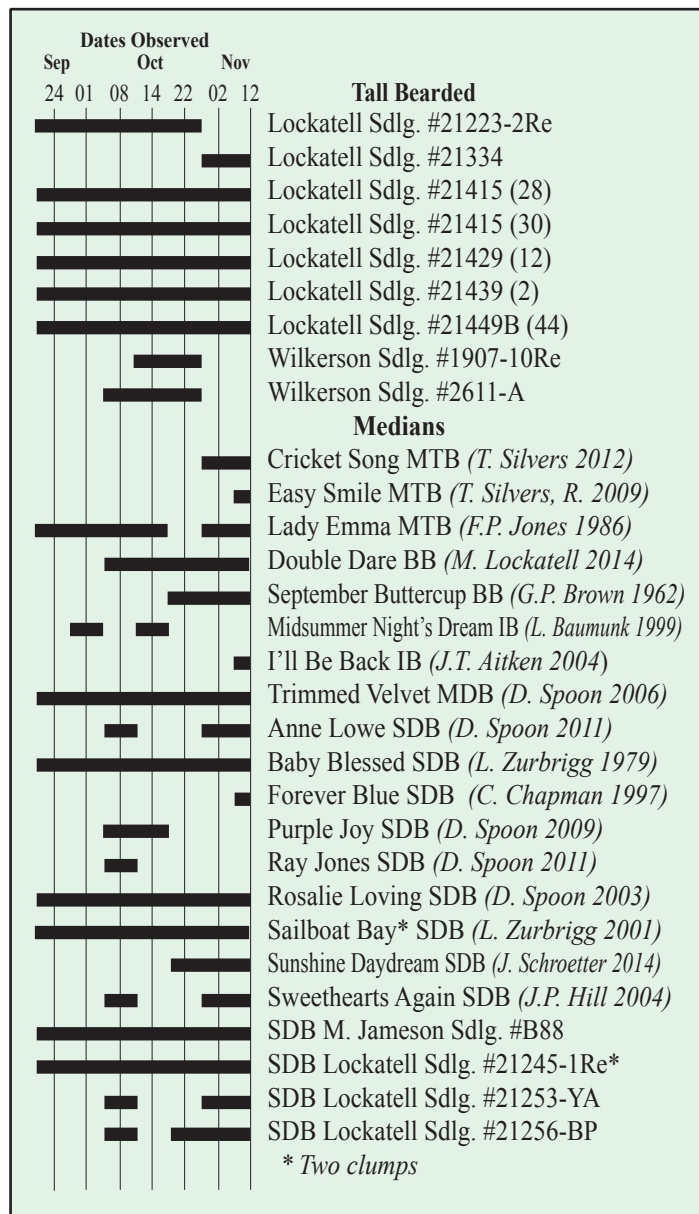 Dates Observed
Sep Oct Nov
24 01 08 14 22 02 12 Tall Bearded
Lockatell Sdlg. #21223-2Re
Lockatell Sdlg. #21334
Lockatell Sdlg. #21415 (28)
Lockatell Sdlg. #21415 (30)
Lockatell Sdlg. #21429 (12)
Lockatell Sdlg. #21439 (2)
Lockatell Sdlg. #21449B (44)
Wilkerson Sdlg. #1907-10Re
Wilkerson Sdlg. #2611-A
Medians
Cricket Song MTB (T. Silvers 2012)
Easy Smile MTB (T. Silvers, R. 2009)
Lady Emma MTB (F.P. Jones 1986)
Double Dare BB (M. Lockatell 2014)
September Buttercup BB (G.P. Brown 1962)
Midsummer Night's Dream IB (L. Baumunk 1999)
I'll Be Back IB (J.T. Aitken 2004)
Trimmed Velvet MDB (D. Spoon 2006)
Anne Lowe SDB (D. Spoon 2011)
Baby Blessed SDB (L. Zurbrigg 1979)
Forever Blue SDB (C. Chapman 1997)
Purple Joy SDB (D. Spoon 2009)
Ray Jones SDB (D. Spoon 2011)
Rosalie Loving SDB (D. Spoon 2003)
Sailboat Bay* SDB (L. Zurbrigg 2001)
Sunshine Daydream SDB (J. Schroetter 2014)
Sweethearts Again SDB (J.P. Hill 2004)
SDB M. Jameson Sdlg. #B88
SDB Lockatell Sdlg. #21245-1Re*
SDB Lockatell Sdlg. #21253-YA
SDB Lockatell Sdlg. #21256-BP
* Two clumps